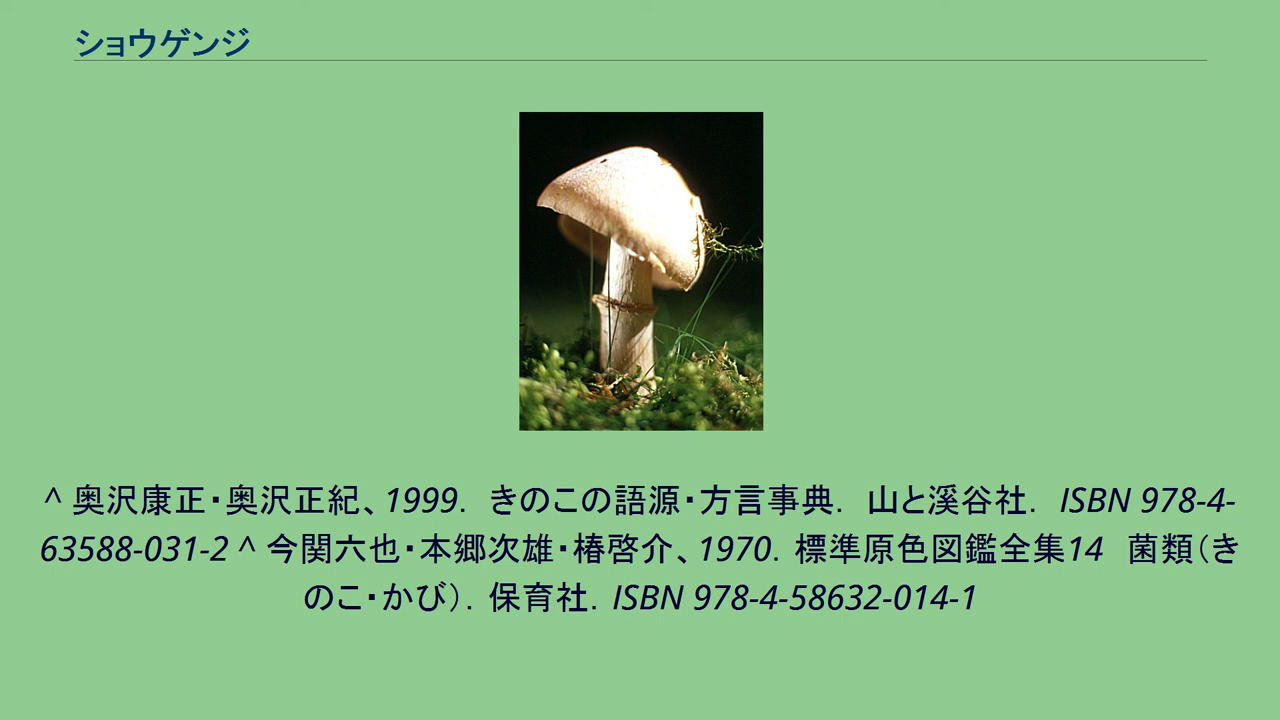 ショウゲンジ
^ 奥沢康正・奥沢正紀、1999． きのこの語源・方言事典． 山と溪谷社． ISBN 978-4-
63588-031-2 ^ 今関六也・本郷次雄・椿啓介、1970．標準原色図鑑全集14　菌類（き
のこ・かび）．保育社．ISBN 978-4-58632-014-1